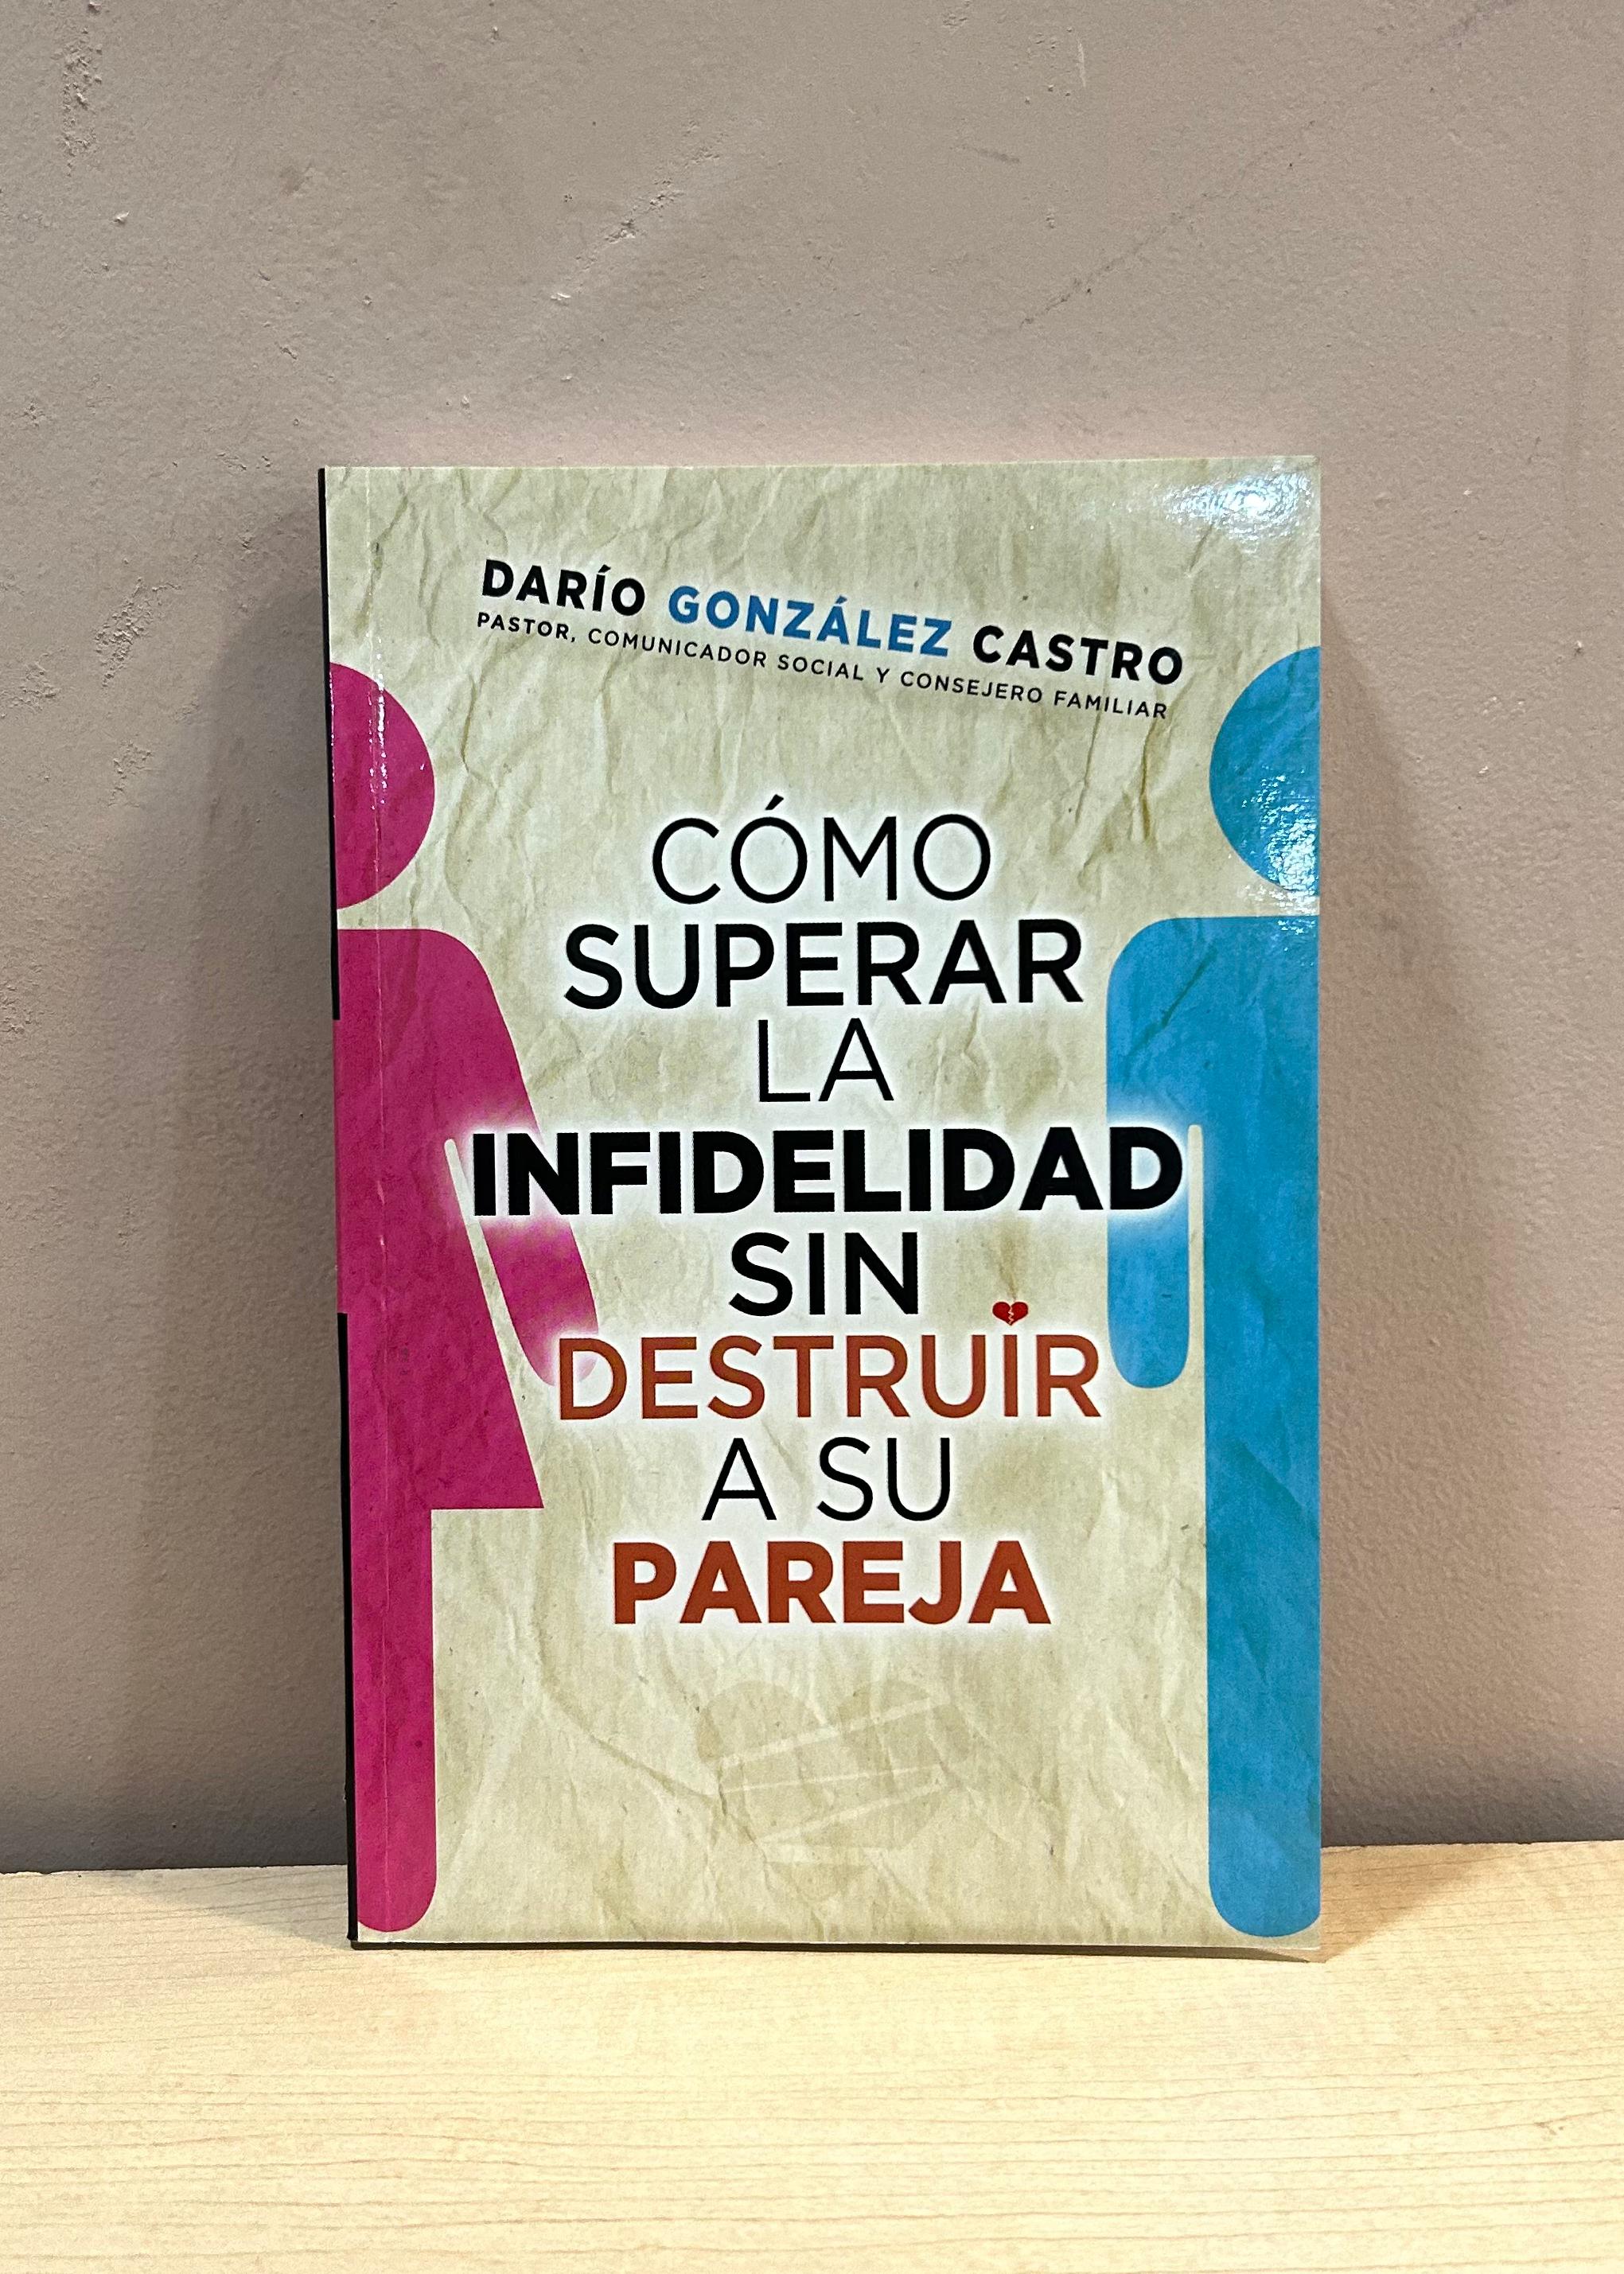 DARÍO GONZÁLEZ CASTRO
PASTOR, COMUNICADOR SOCIAL Y CONSEJERO FAMILIAR
CÓMO
SUPERAR
LA
INFIDELIDAD
SIN
DESTRUIR
A SU
PAREJA